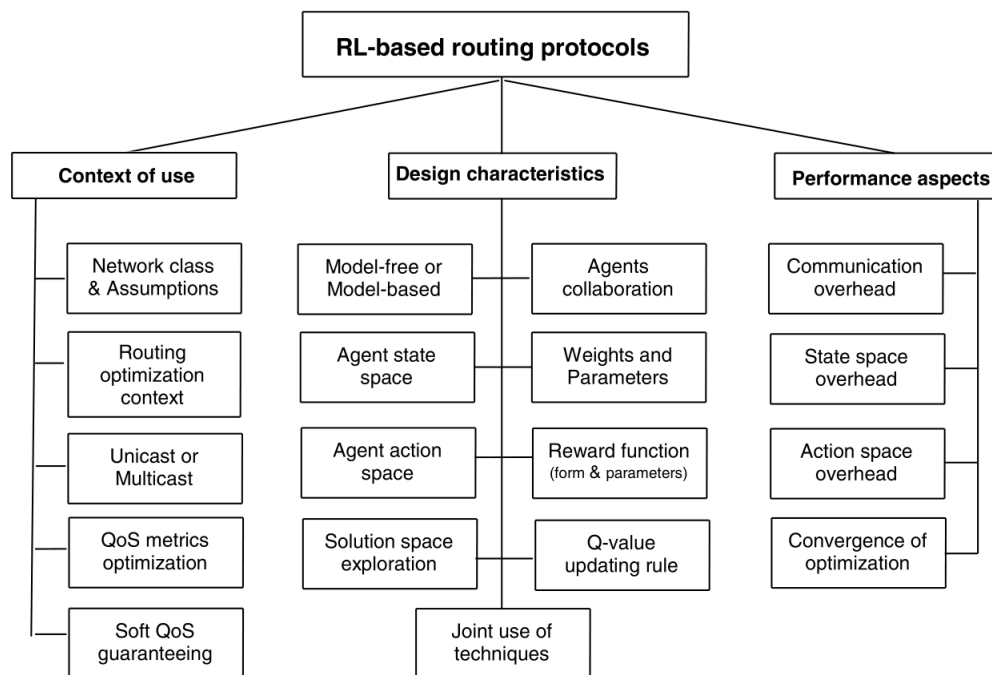 RL-based routing protocols
Context of use
Design characteristics
Performance aspects
Network class
& Assumptions
Routing
optimization
context
Unicast or
Multicast
QoS metrics
optimization
Soft QoS
guaranteeing
Model-free or
Model-based
Agents
collaboration
Agent state
space
Weights and
Parameters
Agent action
space
Reward function
(form & parameters)
Solution space
exploration
Q-value
updating rule
Joint use of
techniques
Communication
overhead
State space
overhead
Action space
overhead
Convergence of
optimization